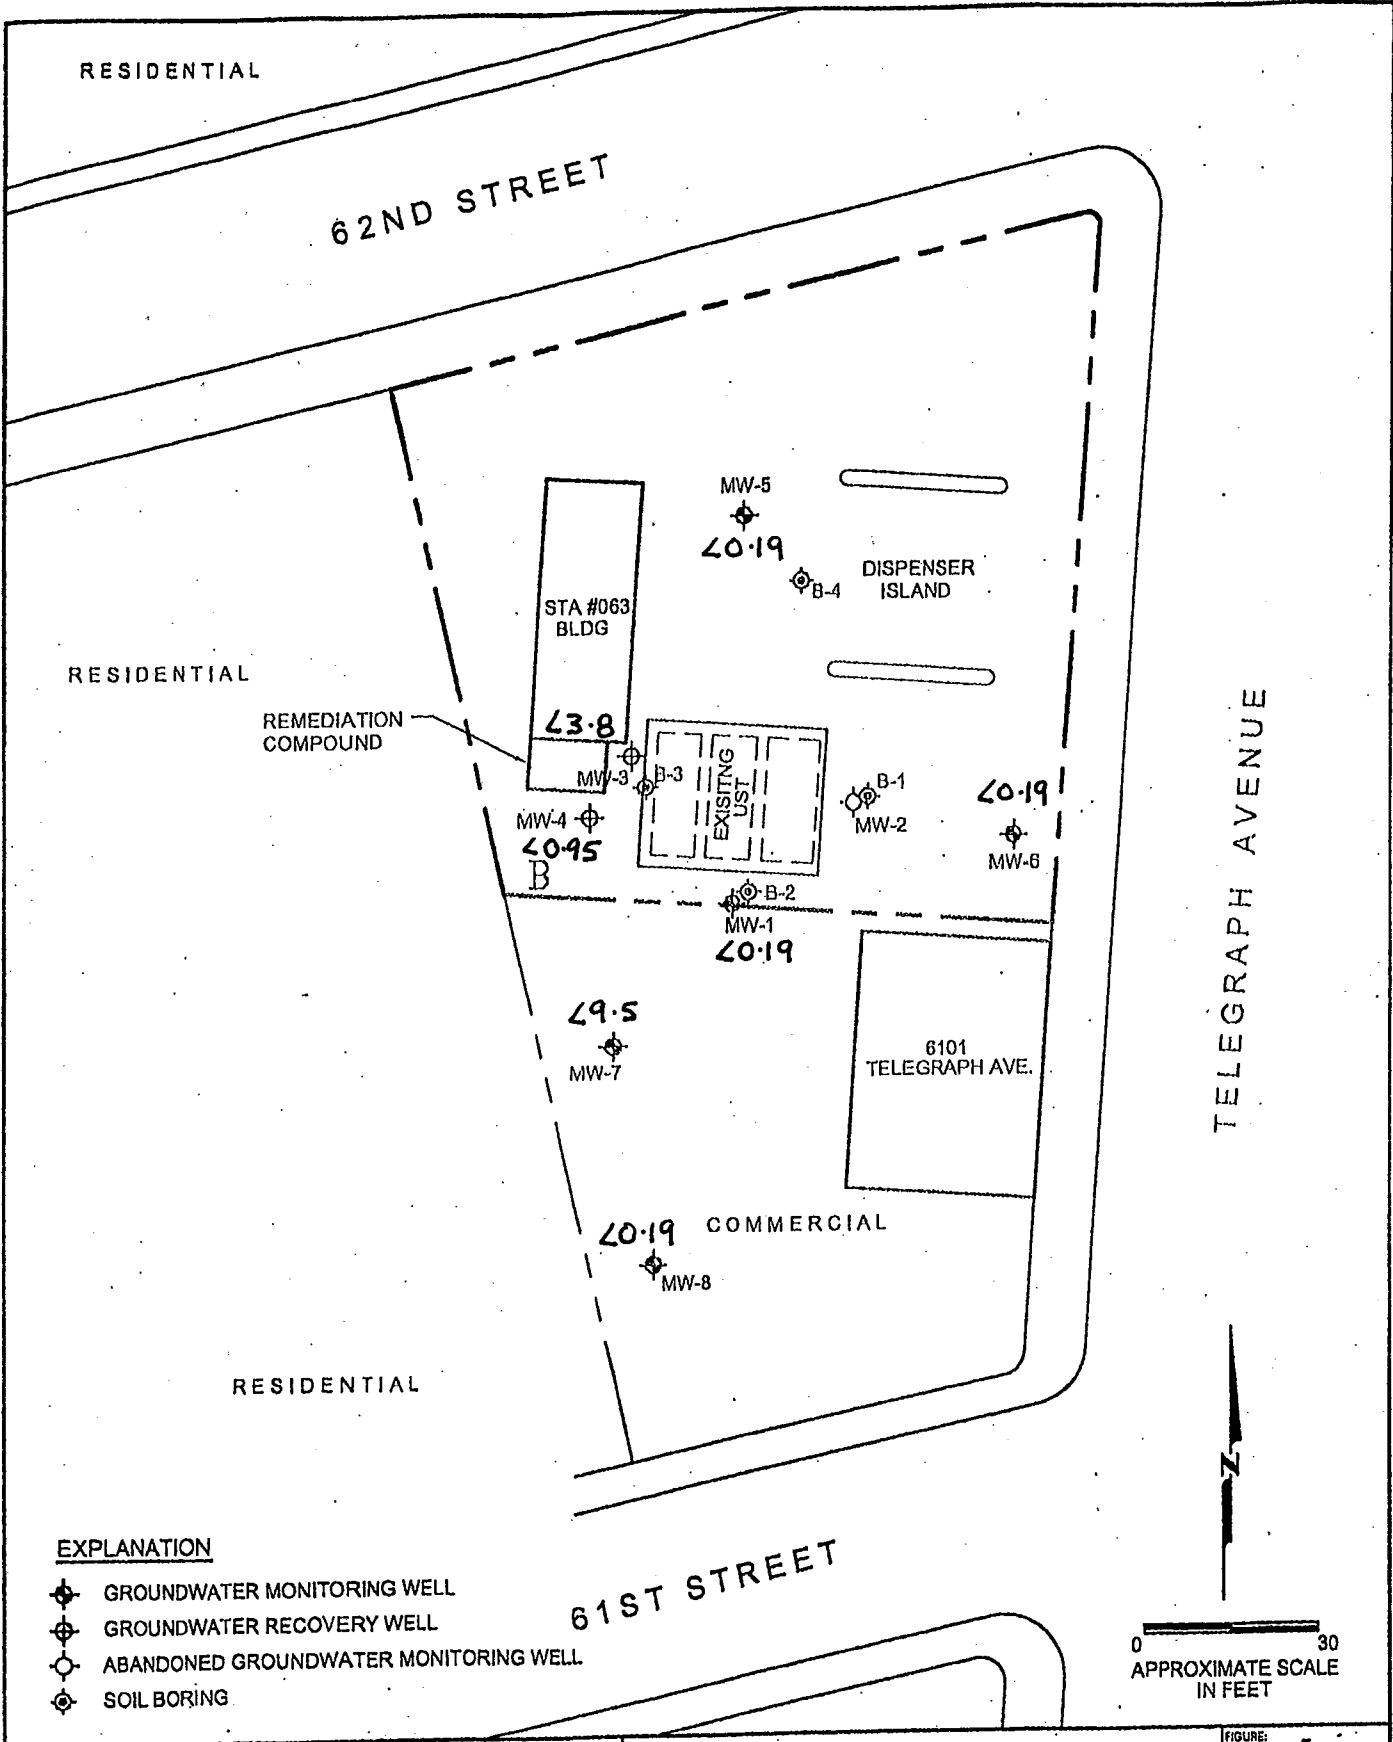 RESIDENTIAL
62ND STREET
MW-5
<0.19
B-4
DISPENSER
ISLAND
STA #063
BLDG
RESIDENTIAL
REMEDIATION
COMPOUND
<3.8
MW-3
B-3
EXISITNG
UST
B-1
MW-2
<0.19
MW-6
MW-4
<0.95
B
B-2
MW-1
<0.19
TELEGRAPH AVENUE
<9.5
MW-7
6101
TELEGRAPH AVE.
<0.19
COMMERCIAL
MW-8
RESIDENTIAL
N
EXPLANATION
GROUNDWATER MONITORING WELL
GROUNDWATER RECOVERY WELL
ABANDONED GROUNDWATER MONITORING WELL
SOIL BORING
61ST STREET
0 30
APPROXIMATE SCALE
IN FEET
FIGURE: